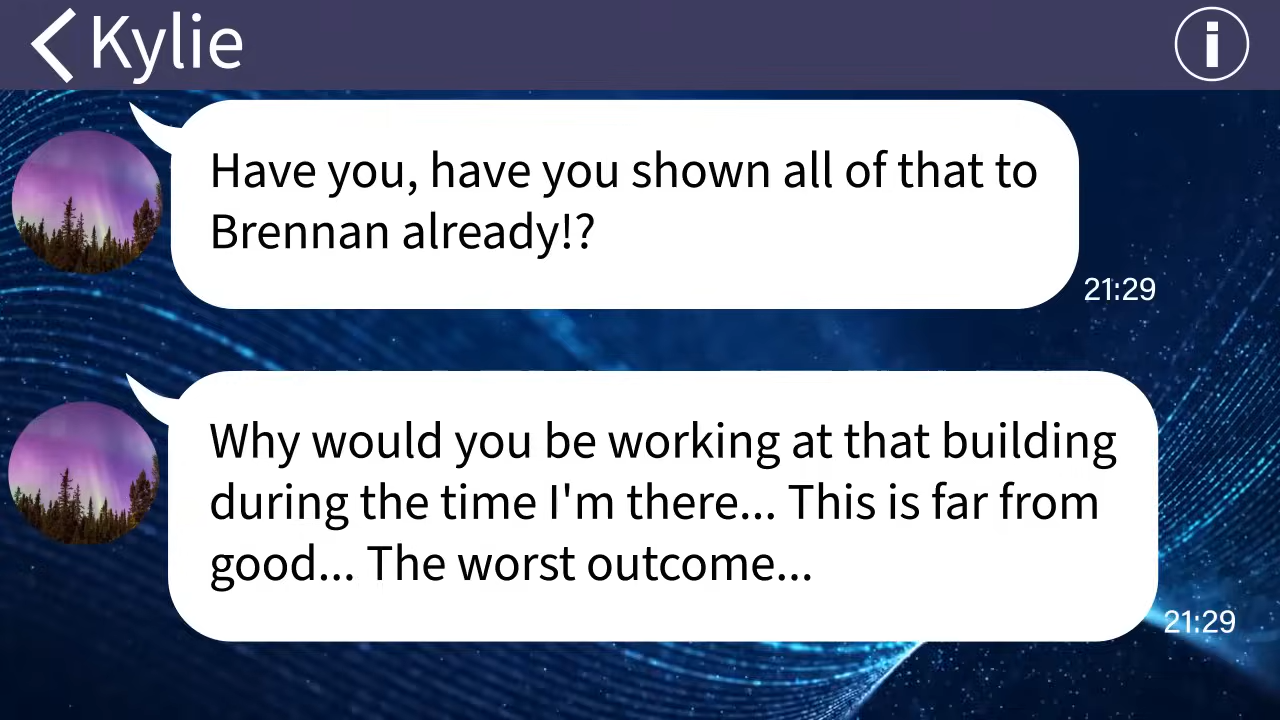 Kylie
Have you, have you shown all of that to
Brennan already!?
21:29
Why would you be working at that building
during the time I'm there... This is far from
good... The worst outcome...
21:29